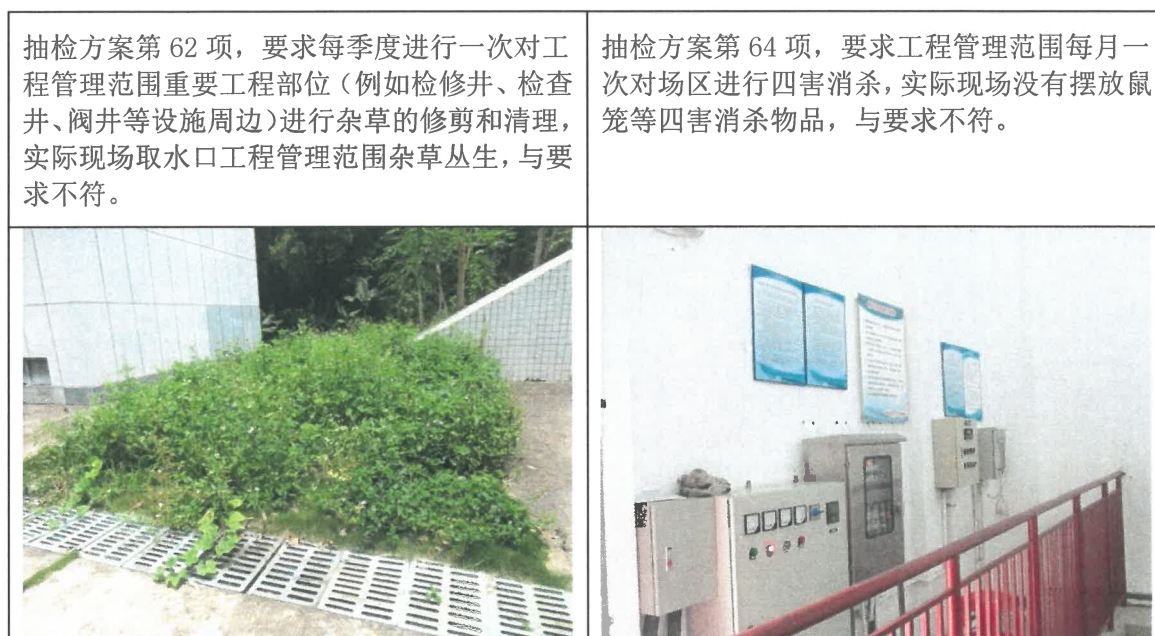 抽检方案第 62 项，要求每季度进行一次对工
程管理范围重要工程部位（例如检修井、检查
井、阀井等设施周边）进行杂草的修剪和清理，
实际现场取水口工程管理范围杂草丛生，与要
求不符。
抽检方案第 64 项，要求工程管理范围每月一
次对场区进行四害消杀，实际现场没有摆放鼠
笼等四害消杀物品，与要求不符。